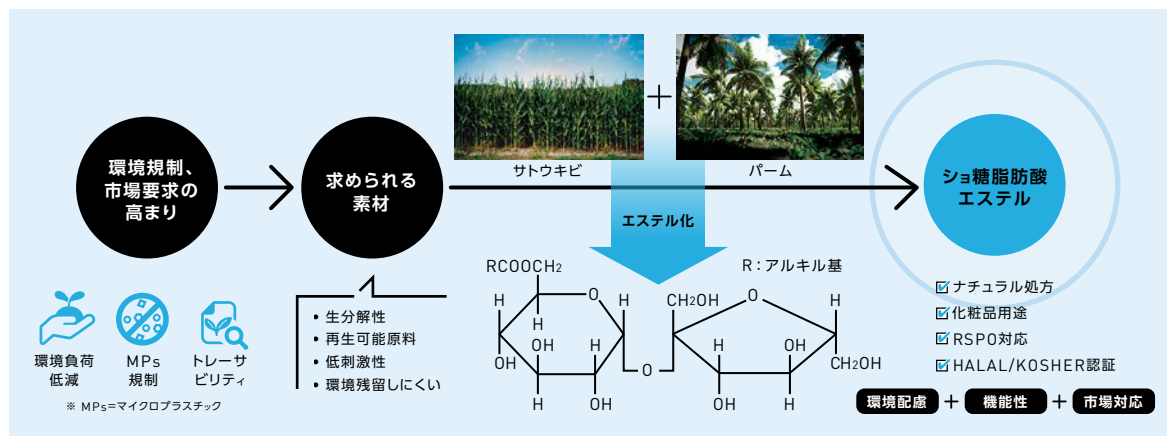 環境規制、
市場要求の
高まり
求められる
素材
サトウキビ
+
パーム
エステル化
ショ糖脂肪酸
エステル
環境負荷
低減
MPs
規制
トレーサ
ビリティ
※ MPs=マイクロプラスチック
• 生分解性
• 再生可能原料
• 低刺激性
• 環境残留しにくい
RCOOCH2
R：アルキル基
H
O
H
CH2OH
O
H
H
OH
H
H
OH
OH
O
H
CH2OH
H
OH
OH
H
ナチュラル処方
化粧品用途
RSPO対応
HALAL/KOSHER認証
環境配慮 + 機能性 + 市場対応